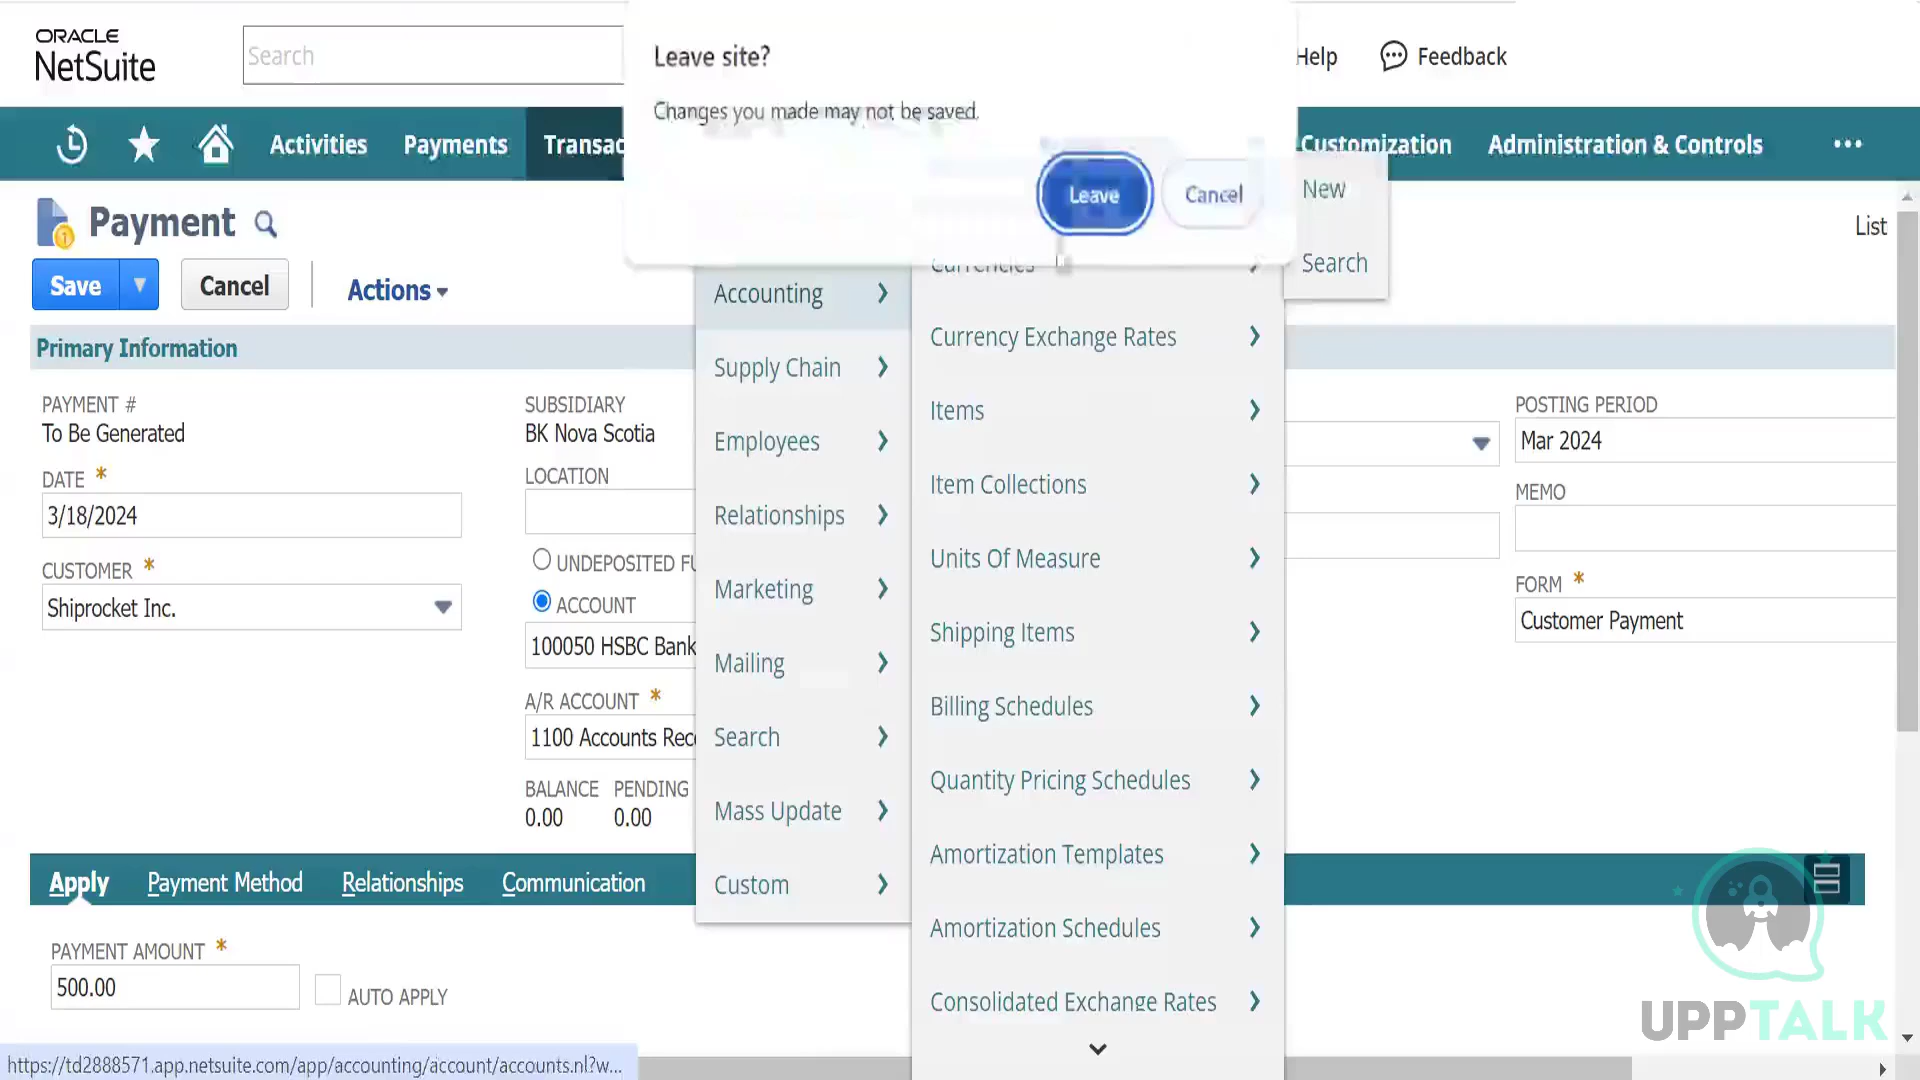 ORACLE
NetSuite
Search
Leave site?
Changes you made may not be saved.
Leave
Cancel
Help
Feedback
Activities
Payments
Transac
Customization
Administration & Controls
New
Search
Payment
List
Save
Cancel
Actions
Primary Information
PAYMENT #
To Be Generated
DATE *
3/18/2024
CUSTOMER *
Shiprocket Inc.
SUBSIDIARY
BK Nova Scotia
LOCATION
UNDEPOSITED FU
ACCOUNT
100050 HSBC Bank
A/R ACCOUNT *
1100 Accounts Rec
BALANCE PENDING
0.00 0.00
Accounting
Supply Chain
Employees
Relationships
Marketing
Mailing
Search
Mass Update
Custom
Currencies
Currency Exchange Rates
Items
Item Collections
Units Of Measure
Shipping Items
Billing Schedules
Quantity Pricing Schedules
Amortization Templates
Amortization Schedules
Consolidated Exchange Rates
POSTING PERIOD
Mar 2024
MEMO
FORM *
Customer Payment
Apply
Payment Method
Relationships
Communication
PAYMENT AMOUNT *
500.00
AUTO APPLY
UPPTALK
https://td2888571.app.netsuite.com/app/accounting/account/accounts.nl?w...